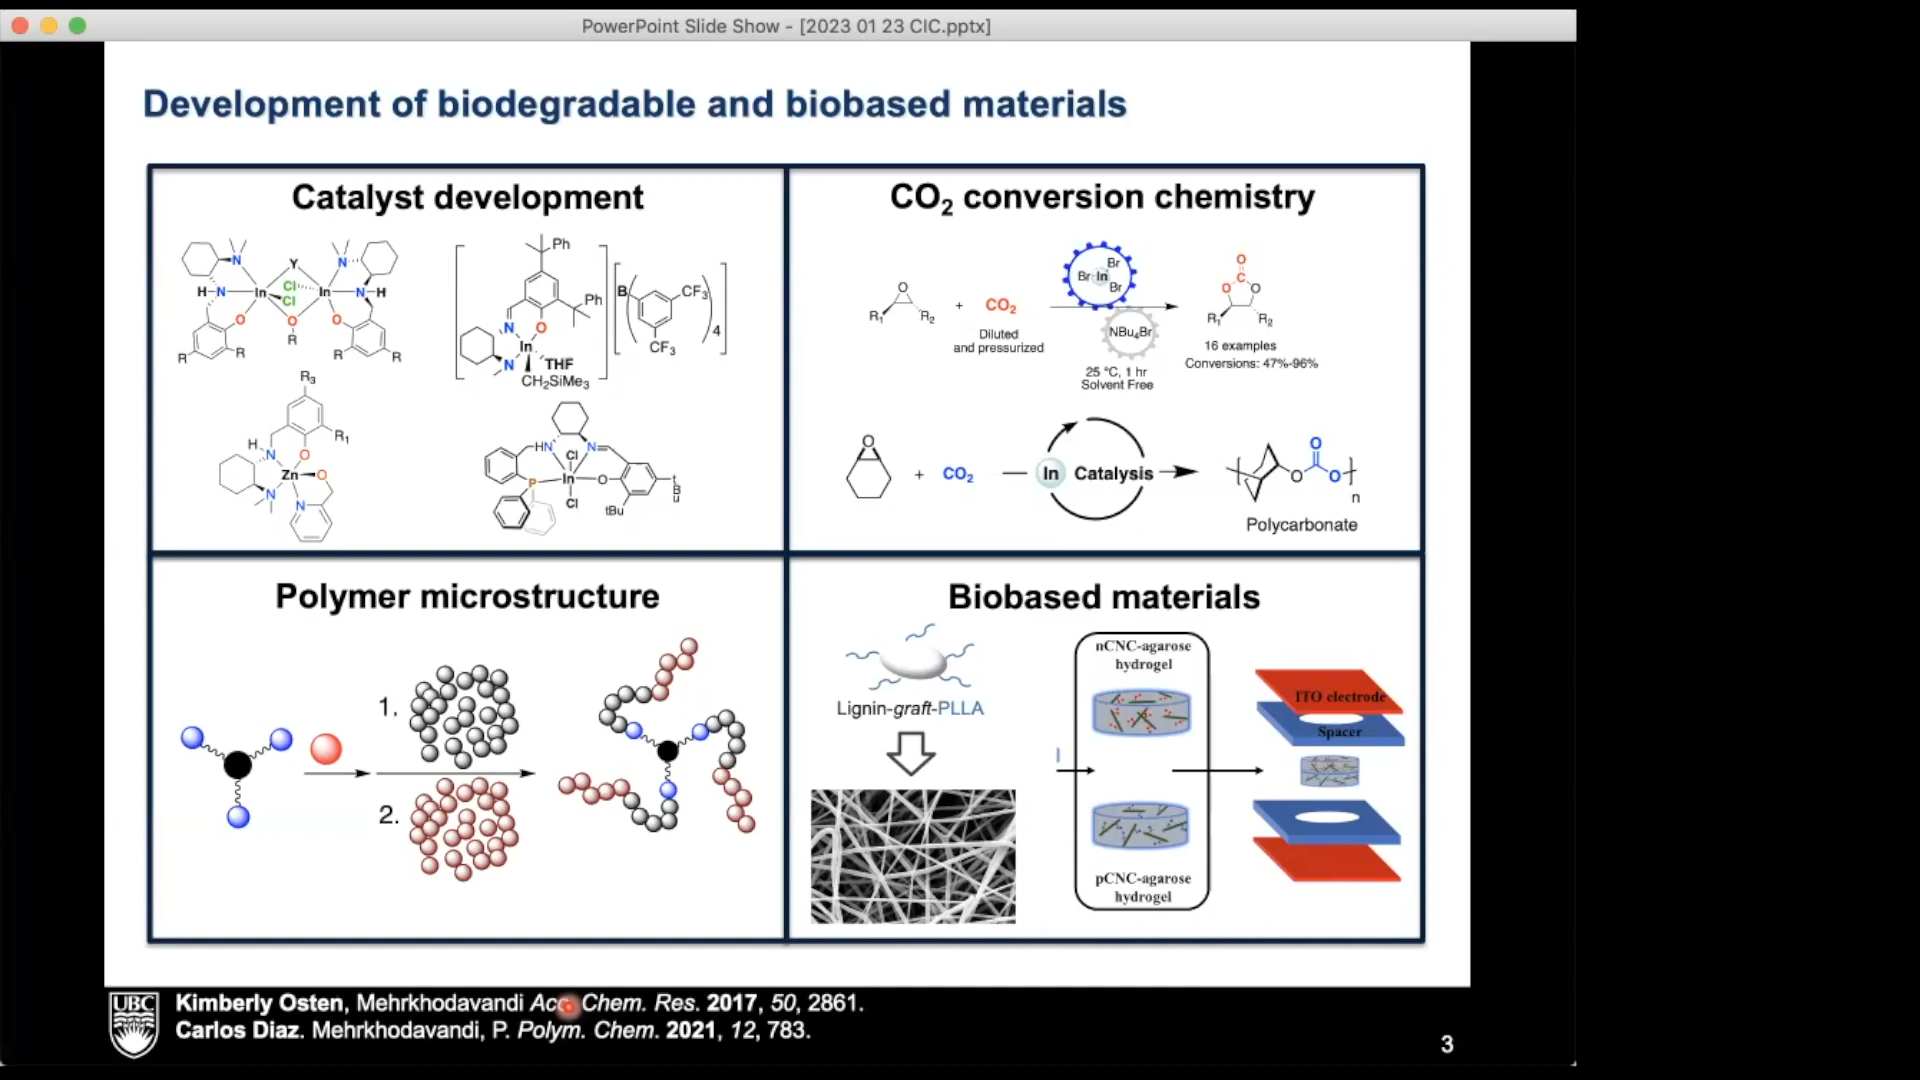 PowerPoint Slide Show - [2023 01 23 CIC.pptx]
Development of biodegradable and biobased materials
Catalyst development
N
N
Y
H
N
In
Cl
Cl
In
N
H
O
O
R
O
R
R
R
R
Ph
Ph
N
O
In
N
THF
CH2SiMe3
B
CF3
CF3
4
R3
R1
H
N
O
Zn
O
N
N
HN
N
Cl
P
In
O
Cl
tBu
t
B
u
CO2 conversion chemistry
O
R1
R2
+
CO2
Diluted
and pressurized
Br
Br
In
Br
NBu4Br
25 °C, 1 hr
Solvent Free
O
C
O
O
R1
R2
16 examples
Conversions: 47%-96%
O
+
CO2
In
Catalysis
O
O
O
n
Polycarbonate
Polymer microstructure
1.
2.
Biobased materials
Lignin-graft-PLLA
nCNC-agarose
hydrogel
pCNC-agarose
hydrogel
ITO electrode
Spacer
UBC
Kimberly Osten, Mehrkhodavandi Acc. Chem. Res. 2017, 50, 2861.
Carlos Diaz. Mehrkhodavandi, P. Polym. Chem. 2021, 12, 783.
3